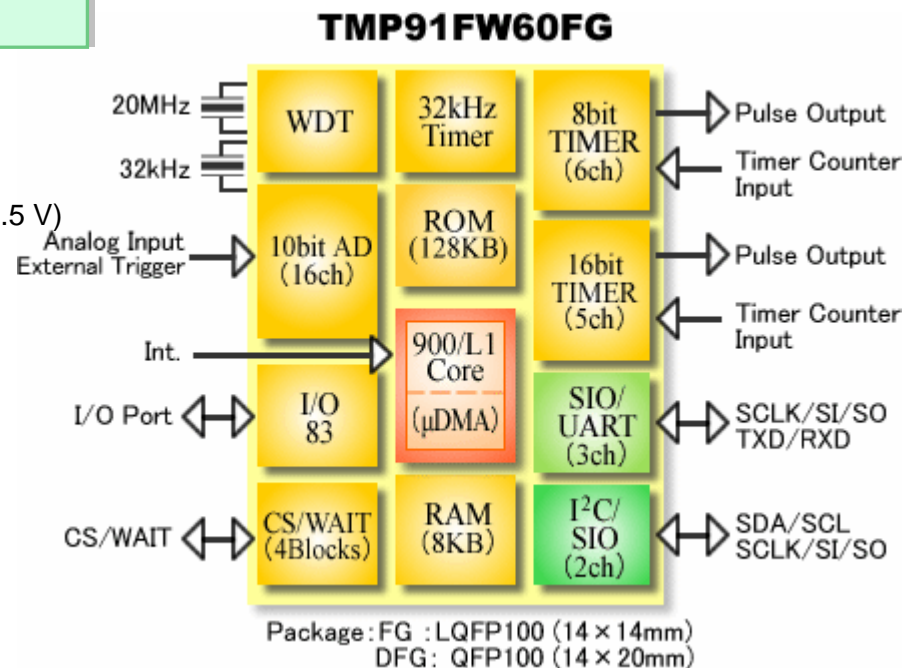 TMP91FW60FG
20MHz
32kHz
.5 V)
Analog Input
External Trigger
Int.
I/O Port
CS/WAIT
WDT
32kHz
Timer
8bit
TIMER
(6ch)
10bit AD
(16ch)
ROM
(128KB)
16bit
TIMER
(5ch)
900/L1
Core
(μDMA)
I/O
83
SIO/
UART
(3ch)
CS/WAIT
(4Blocks)
RAM
(8KB)
I²C/
SIO
(2ch)
Pulse Output
Timer Counter
Input
Pulse Output
Timer Counter
Input
SCLK/SI/SO
TXD/RXD
SDA/SCL
SCLK/SI/SO
Package:FG :LQFP100 (14×14mm)
DFG: QFP100 (14×20mm)